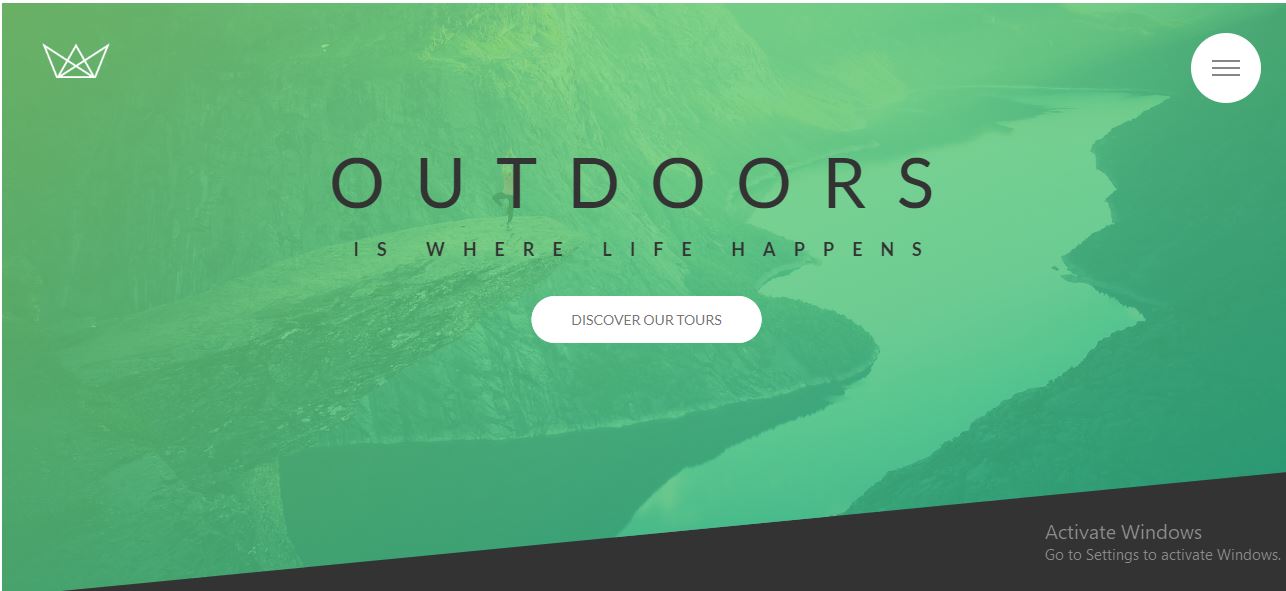 OUTDOORS
IS WHERE LIFE HAPPENS
DISCOVER OUR TOURS
Activate Windows
Go to Settings to activate Windows.